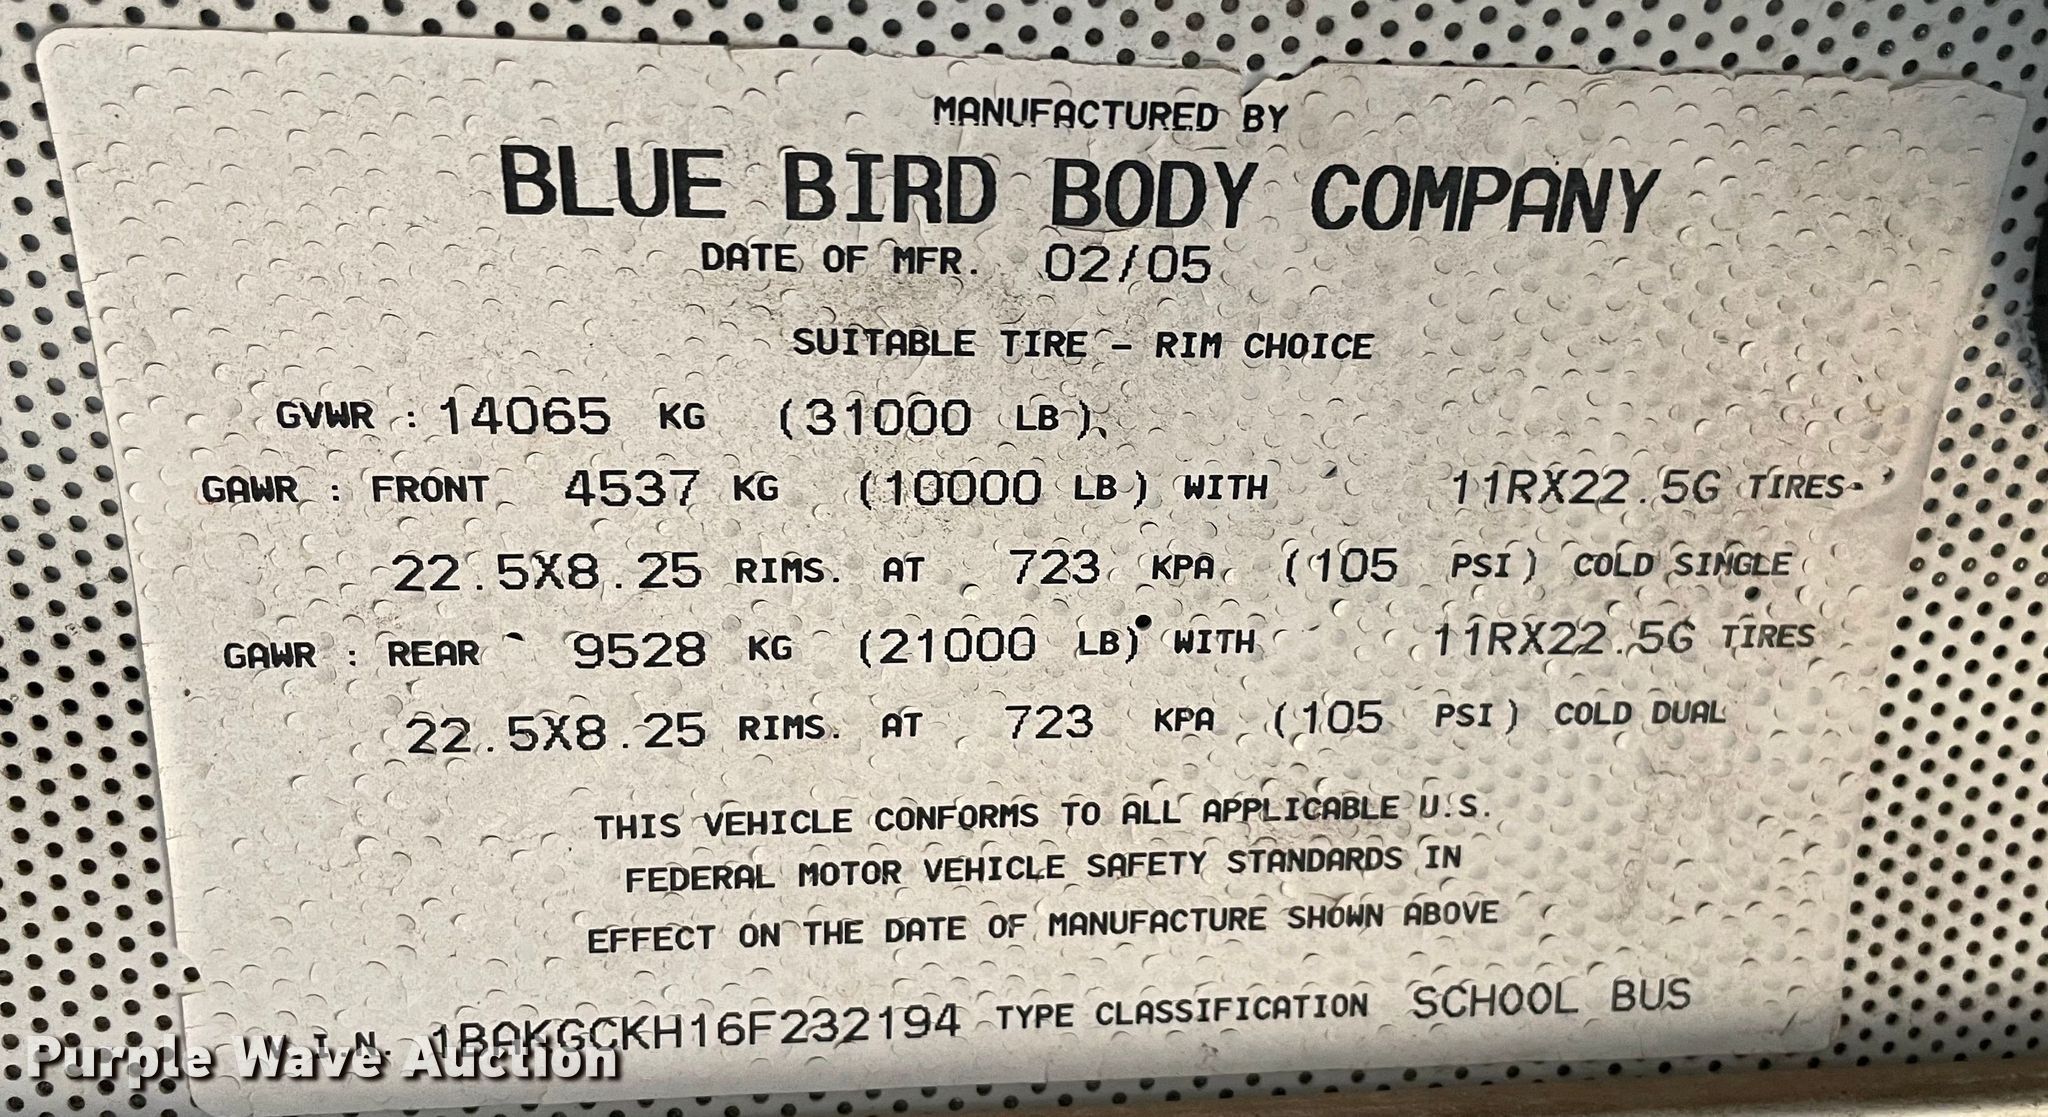 MANUFACTURED BY
BLUE BIRD BODY COMPANY
DATE OF MFR. 02/05
SUITABLE TIRE - RIM CHOICE
GVWR : 14065 KG (31000 LB)
GAWR : FRONT 4537 KG (10000 LB) WITH 11RX22.5G TIRES
22.5X8.25 RIMS. AT 723 KPA (105 PSI) COLD SINGLE
GAWR : REAR 9528 KG (21000 LB) WITH 11RX22.5G TIRES
22.5X8.25 RIMS. AT 723 KPA (105 PSI) COLD DUAL
THIS VEHICLE CONFORMS TO ALL APPLICABLE U.S.
FEDERAL MOTOR VEHICLE SAFETY STANDARDS IN
EFFECT ON THE DATE OF MANUFACTURE SHOWN ABOVE
V.I.N. 1BAKGCKH16F232194 TYPE CLASSIFICATION SCHOOL BUS
Purple Wave Auction